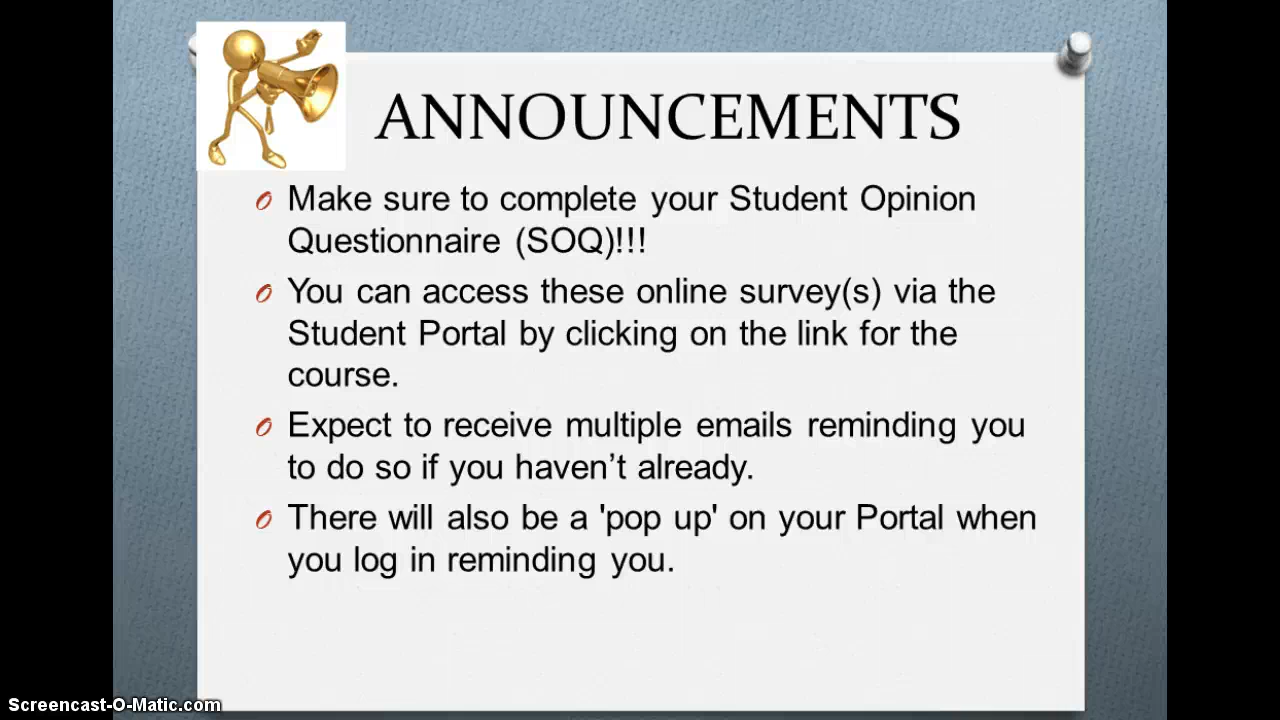 ANNOUNCEMENTS
Make sure to complete your Student Opinion
Questionnaire (SOQ)!!!
You can access these online survey(s) via the
Student Portal by clicking on the link for the
course.
Expect to receive multiple emails reminding you
to do so if you haven’t already.
There will also be a 'pop up' on your Portal when
you log in reminding you.
Screencast-O-Matic.com